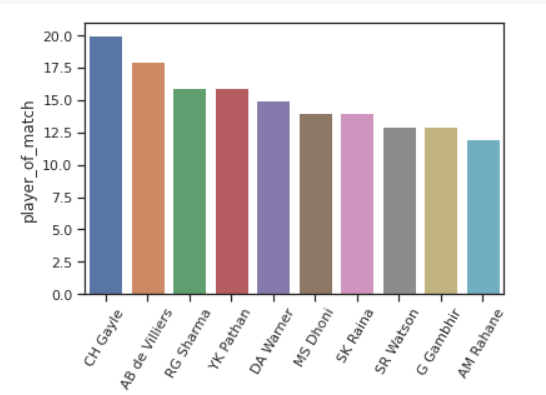 player_of_match
20.0
17.5
15.0
12.5
10.0
7.5
5.0
2.5
0.0
CH Gayle
AB de Villiers
RG Sharma
YK Pathan
DA Warner
MS Dhoni
SK Raina
SR Watson
G Gambhir
AM Rahane